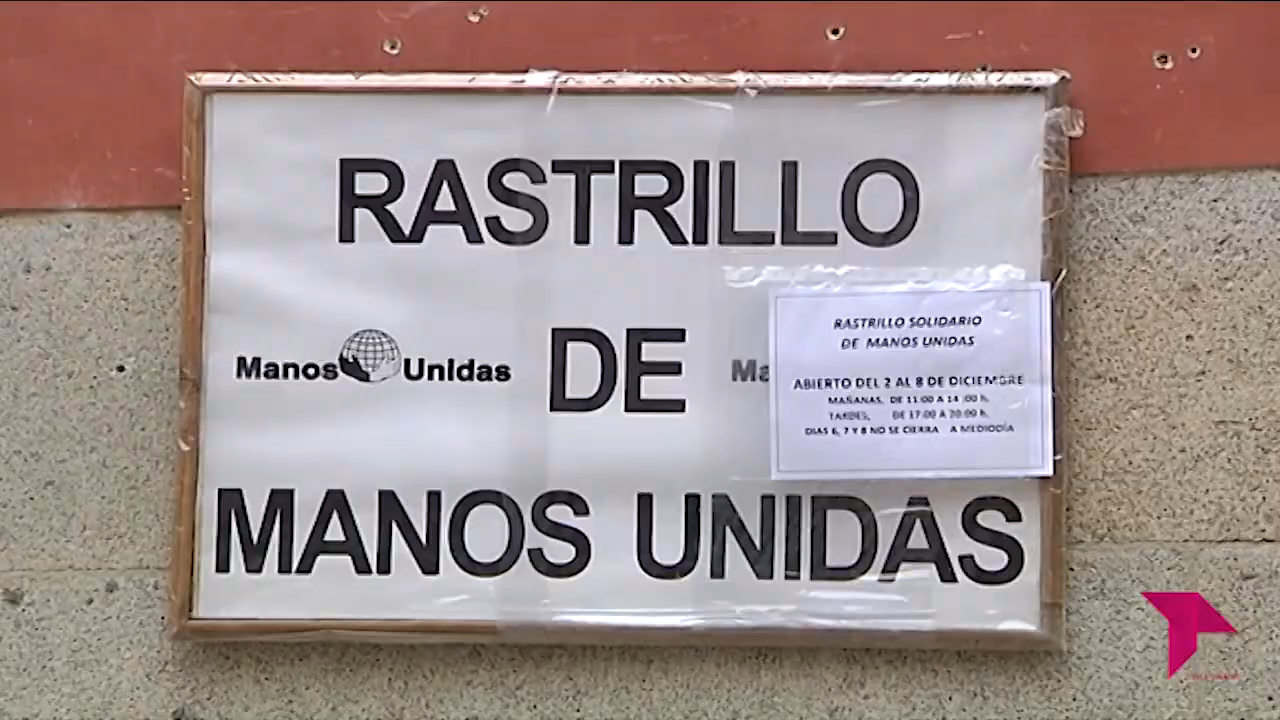 RASTRILLO
DE
MANOS UNIDAS
Manos Unidas
Ma
RASTRILLO SOLIDARIO
DE MANOS UNIDAS
ABIERTO DEL 2 AL 8 DE DICIEMBRE
MAÑANAS, DE 11:00 A 14:00 h.
TARDES, DE 17:00 A 20:00 h.
DIAS 6, 7 Y 8 NO SE CIERRA A MEDIODÍA